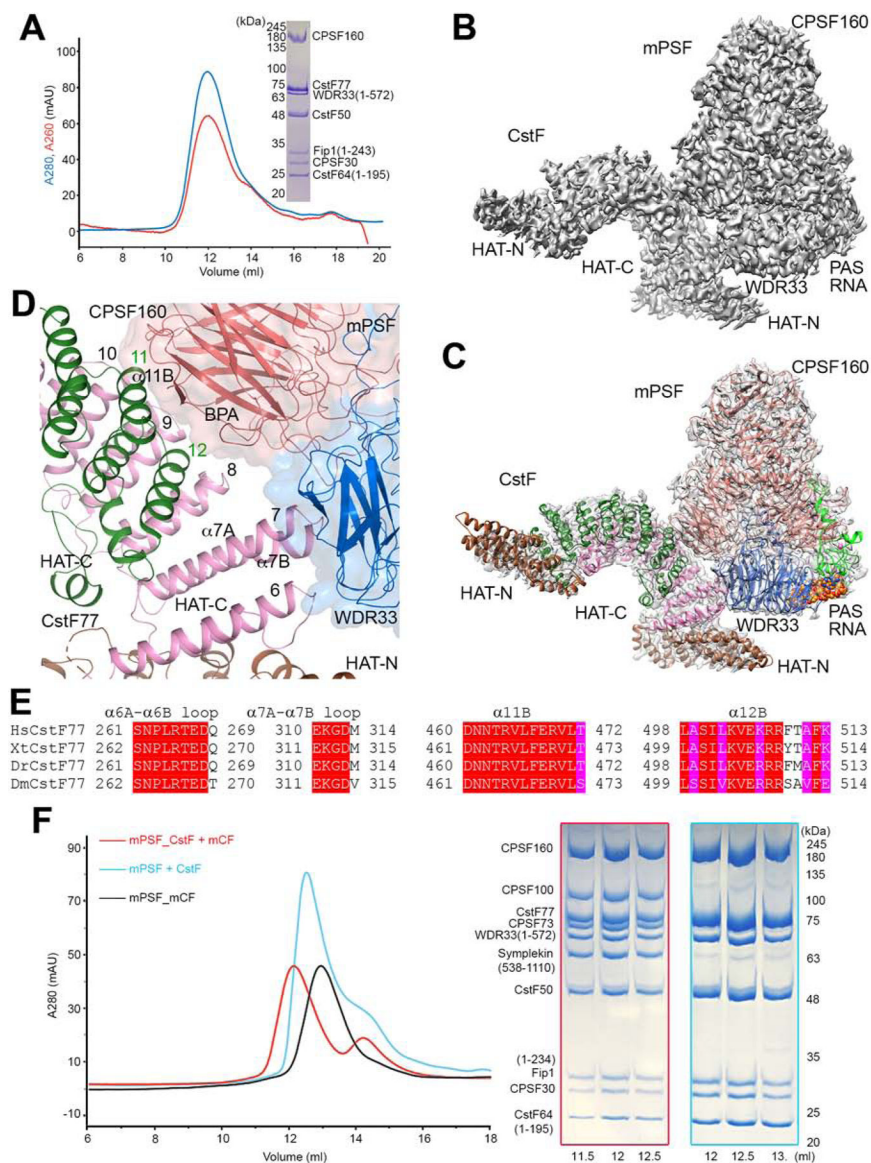 A
(kDa)
245
180
135
100
75
63
48
35
25
20
CPSF160
CstF77
WDR33(1-572)
CstF50
Fip1(1-243)
CPSF30
CstF64(1-195)
A280, A260 (mAU)
100
80
60
40
20
0
6 8 10 12 14 16 18 20
Volume (ml)
B
CPSF160
mPSF
CstF
HAT-N
HAT-C
WDR33
PAS
RNA
HAT-N
D
CPSF160
mPSF
10
11
α11B
BPA
9
12
8
7
α7A
α7B
HAT-C
HAT-C
6
CstF77
WDR33
HAT-N
C
CPSF160
mPSF
CstF
HAT-N
HAT-C
WDR33
PAS
RNA
HAT-N
E
α6A-α6B loop α7A-α7B loop α11B α12B
HsCstF77 261 SNPLRTEDQ 269 310 EKGDM 314 460 DNNTRVLFERVLT 472 498 LASILKVEKRRFTAFK 513
XtCstF77 262 SNPLRTEDQ 270 311 EKGDM 315 461 DNNTRVLFERVLT 473 499 LASILKVEKRRYTAFK 514
DrCstF77 261 SNPLRTEDQ 269 310 EKGDM 314 460 DNNTRVLFERVLT 472 498 LASILKVEKRRFMAFK 513
DmCstF77 262 SNPLRTEDT 270 311 EKGDV 315 461 DNNTRVLFERVLS 473 499 LSSIVKVERRRSAVFE 514
F
mPSF_CstF + mCF
mPSF + CstF
mPSF_mCF
A280 (mAU)
90
70
50
30
10
-10
6 8 10 12 14 16 18
Volume (ml)
CPSF160
CPSF100
CstF77
CPSF73
WDR33(1-572)
Symplekin
(538-1110)
CstF50
(1-234)
Fip1
CPSF30
CstF64
(1-195)
11.5 12 12.5
12 12.5 13. (ml)
(kDa)
245
180
135
100
75
63
48
35
25
20